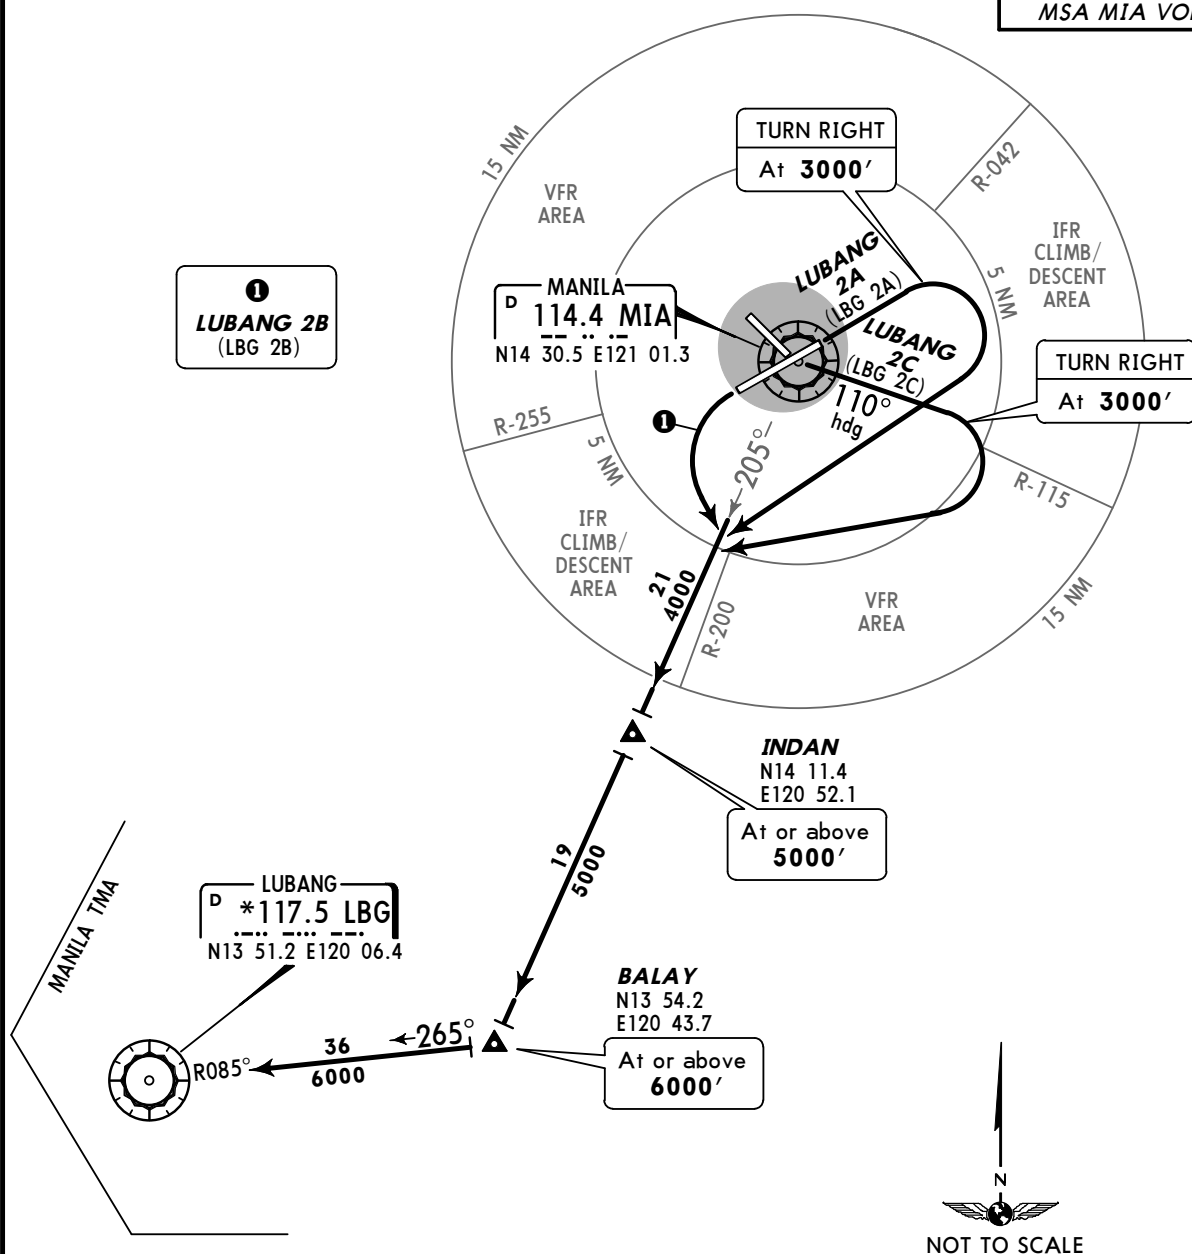 MSA MIA VO
TURN RIGHT
At 3000′
15 NM
R-042
VFR
AREA
IFR
CLIMB/
DESCENT
AREA
5 NM
LUBANG
2A
(LBG 2A)
❶
LUBANG 2B
(LBG 2B)
MANILA
D 114.4 MIA
N14 30.5 E121 01.3
LUBANG
2C
(LBG 2C)
110°
hdg
TURN RIGHT
At 3000′
R-255
❶
5 NM
205°
R-115
IFR
CLIMB/
DESCENT
AREA
21
4000
R-200
VFR
AREA
15 NM
INDAN
N14 11.4
E120 52.1
At or above
5000′
19
5000
MANILA TMA
LUBANG
D *117.5 LBG
N13 51.2 E120 06.4
BALAY
N13 54.2
E120 43.7
At or above
6000′
R085°
36
6000
265°
N
NOT TO SCALE